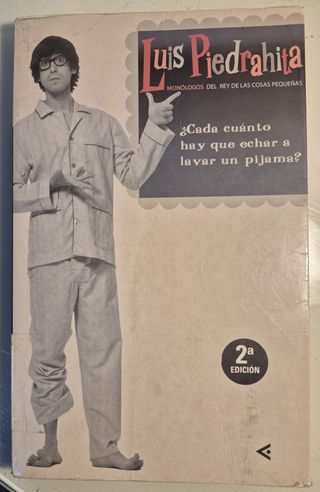 Luis Piedrahita
MONÓLOGOS DEL REY DE LAS COSAS PEQUEÑAS
¿Cada cuánto
hay que echar a
lavar un pijama?
2ª
EDICIÓN